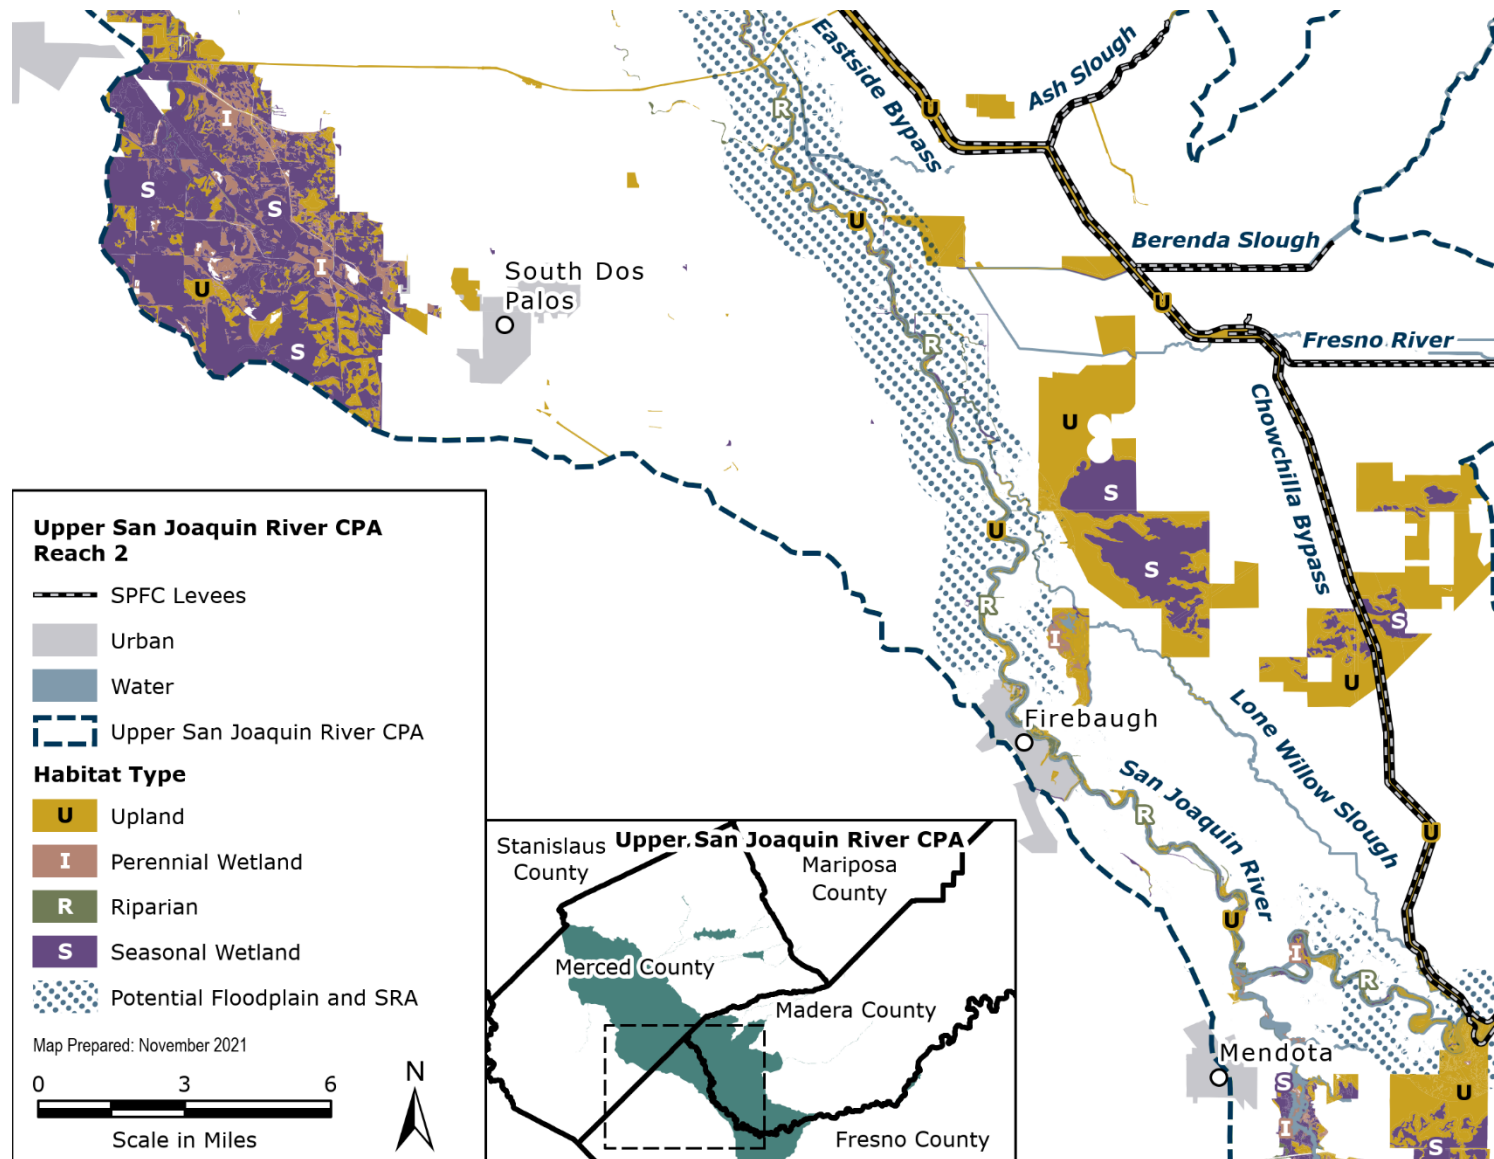 Eastside Bypass
Ash Slough
Berenda Slough
Fresno River
Chowchilla Bypass
Lone Willow Slough
San Joaquin River
South Dos
Palos
Firebaugh
Mendota
R
U
U
I
S
S
I
U
S
U
U
R
U
S
U
S
R
I
S
U
R
U
U
I
R
S
U
I
S
Upper San Joaquin River CPA
Reach 2
SPFC Levees
Urban
Water
Upper San Joaquin River CPA
Habitat Type
U Upland
I Perennial Wetland
R Riparian
S Seasonal Wetland
Potential Floodplain and SRA
Map Prepared: November 2021
0 3 6
Scale in Miles
N
Upper San Joaquin River CPA
Stanislaus
County
Mariposa
County
Merced County
Madera County
Fresno County